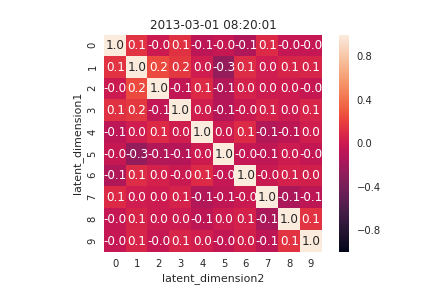 2013-03-01 08:20:01
latent_dimension1
0 1.0 0.1 -0.0 0.1 -0.1 -0.0 -0.1 0.1 -0.0 -0.0
1 0.1 1.0 0.2 0.2 0.0 -0.3 0.1 0.0 0.1 0.1
2 -0.0 0.2 1.0 -0.1 0.1 -0.1 0.0 0.0 0.0 -0.0
3 0.1 0.2 -0.1 1.0 0.0 -0.1 -0.0 0.1 0.0 0.1
4 -0.1 0.0 0.1 0.0 1.0 0.0 0.1 -0.1 -0.1 0.0
5 -0.0 -0.3 -0.1 -0.1 0.0 1.0 -0.0 -0.1 0.0 -0.0
6 -0.1 0.1 0.0 -0.0 0.1 -0.0 1.0 -0.0 0.1 0.0
7 0.1 0.0 0.0 0.1 -0.1 -0.1 -0.0 1.0 -0.1 -0.1
8 -0.0 0.1 0.0 0.0 -0.1 0.0 0.1 -0.1 1.0 0.1
9 -0.0 0.1 -0.0 0.1 0.0 -0.0 0.0 -0.1 0.1 1.0
0 1 2 3 4 5 6 7 8 9
latent_dimension2
0.8
0.4
0.0
−0.4
−0.8